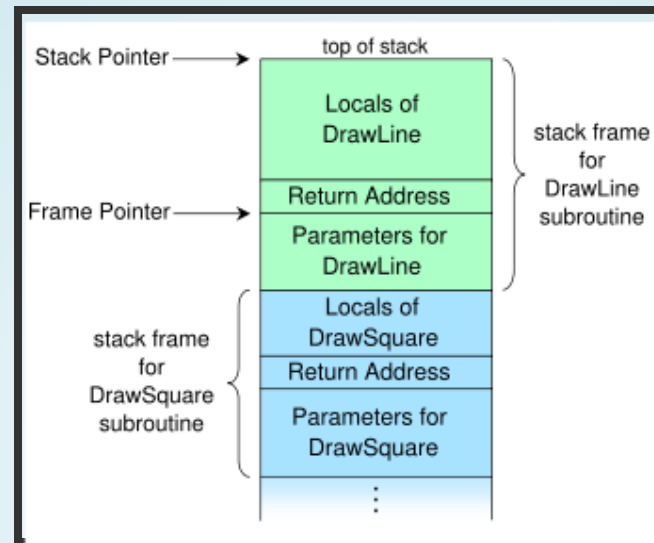 top of stack
Stack Pointer
Locals of
DrawLine
stack frame
for
DrawLine
subroutine
Return Address
Frame Pointer
Parameters for
DrawLine
Locals of
DrawSquare
stack frame
for
DrawSquare
subroutine
Return Address
Parameters for
DrawSquare
⋮